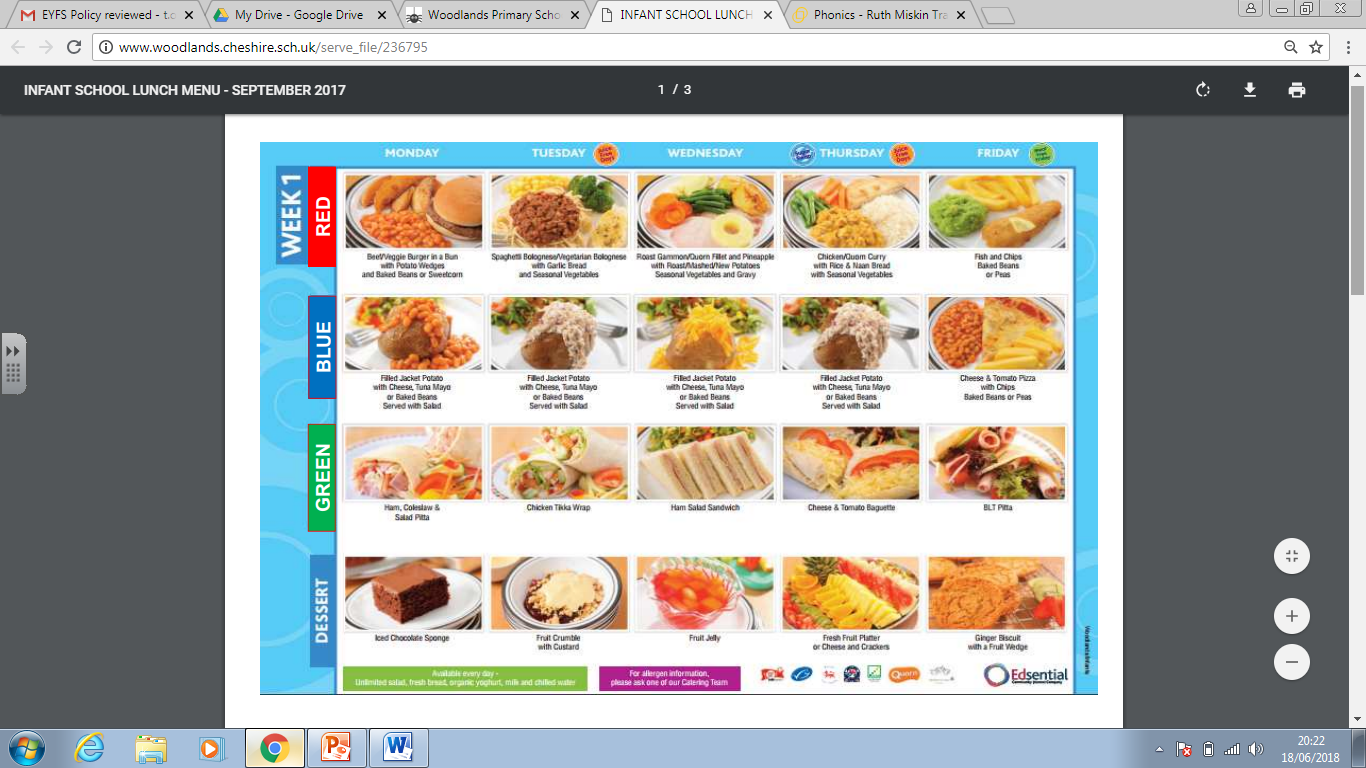 EYFS Policy reviewed - t.c
My Drive - Google Drive
Woodlands Primary Scho
INFANT SCHOOL LUNCH
Phonics - Ruth Miskin Tra
www.woodlands.cheshire.sch.uk/serve_file/236795
INFANT SCHOOL LUNCH MENU - SEPTEMBER 2017
1 / 3
MONDAY
TUESDAY
Juice Free Days
WEDNESDAY
THURSDAY
Juice Free Days
FRIDAY
WEEK 1
RED
Beef/Veggie Burger in a Bun
with Potato Wedges
and Baked Beans or Sweetcorn
Spaghetti Bolognese/Vegetarian Bolognese
with Garlic Bread
and Seasonal Vegetables
Roast Gammon/Quorn Fillet and Pineapple
with Roast/Mashed/New Potatoes
Seasonal Vegetables and Gravy
Chicken/Quorn Curry
with Rice & Naan Bread
with Seasonal Vegetables
Fish and Chips
Baked Beans
or Peas
BLUE
Filled Jacket Potato
with Cheese, Tuna Mayo
or Baked Beans
Served with Salad
Filled Jacket Potato
with Cheese, Tuna Mayo
or Baked Beans
Served with Salad
Filled Jacket Potato
with Cheese, Tuna Mayo
or Baked Beans
Served with Salad
Filled Jacket Potato
with Cheese, Tuna Mayo
or Baked Beans
Served with Salad
Cheese & Tomato Pizza
with Chips
Baked Beans or Peas
GREEN
Ham, Coleslaw &
Salad Pitta
Chicken Tikka Wrap
Ham Salad Sandwich
Cheese & Tomato Baguette
BLT Pitta
DESSERT
Iced Chocolate Sponge
Fruit Crumble
with Custard
Fruit Jelly
Fresh Fruit Platter
or Cheese and Crackers
Ginger Biscuit
with a Fruit Wedge
Available every day -
Unlimited salad, fresh bread, organic yoghurt, milk and chilled water
For allergen information,
please ask one of our Catering Team
Quorn
Edsential
20:22
18/06/2018